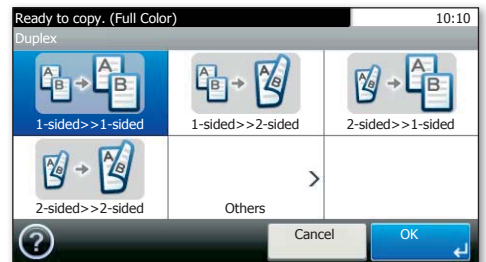 Ready to copy. (Full Color) 10:10
Duplex
A B A B
1-sided>>1-sided
A B A B
1-sided>>2-sided
A B A B
2-sided>>1-sided
A B A B
2-sided>>2-sided
Others
?
Cancel
OK